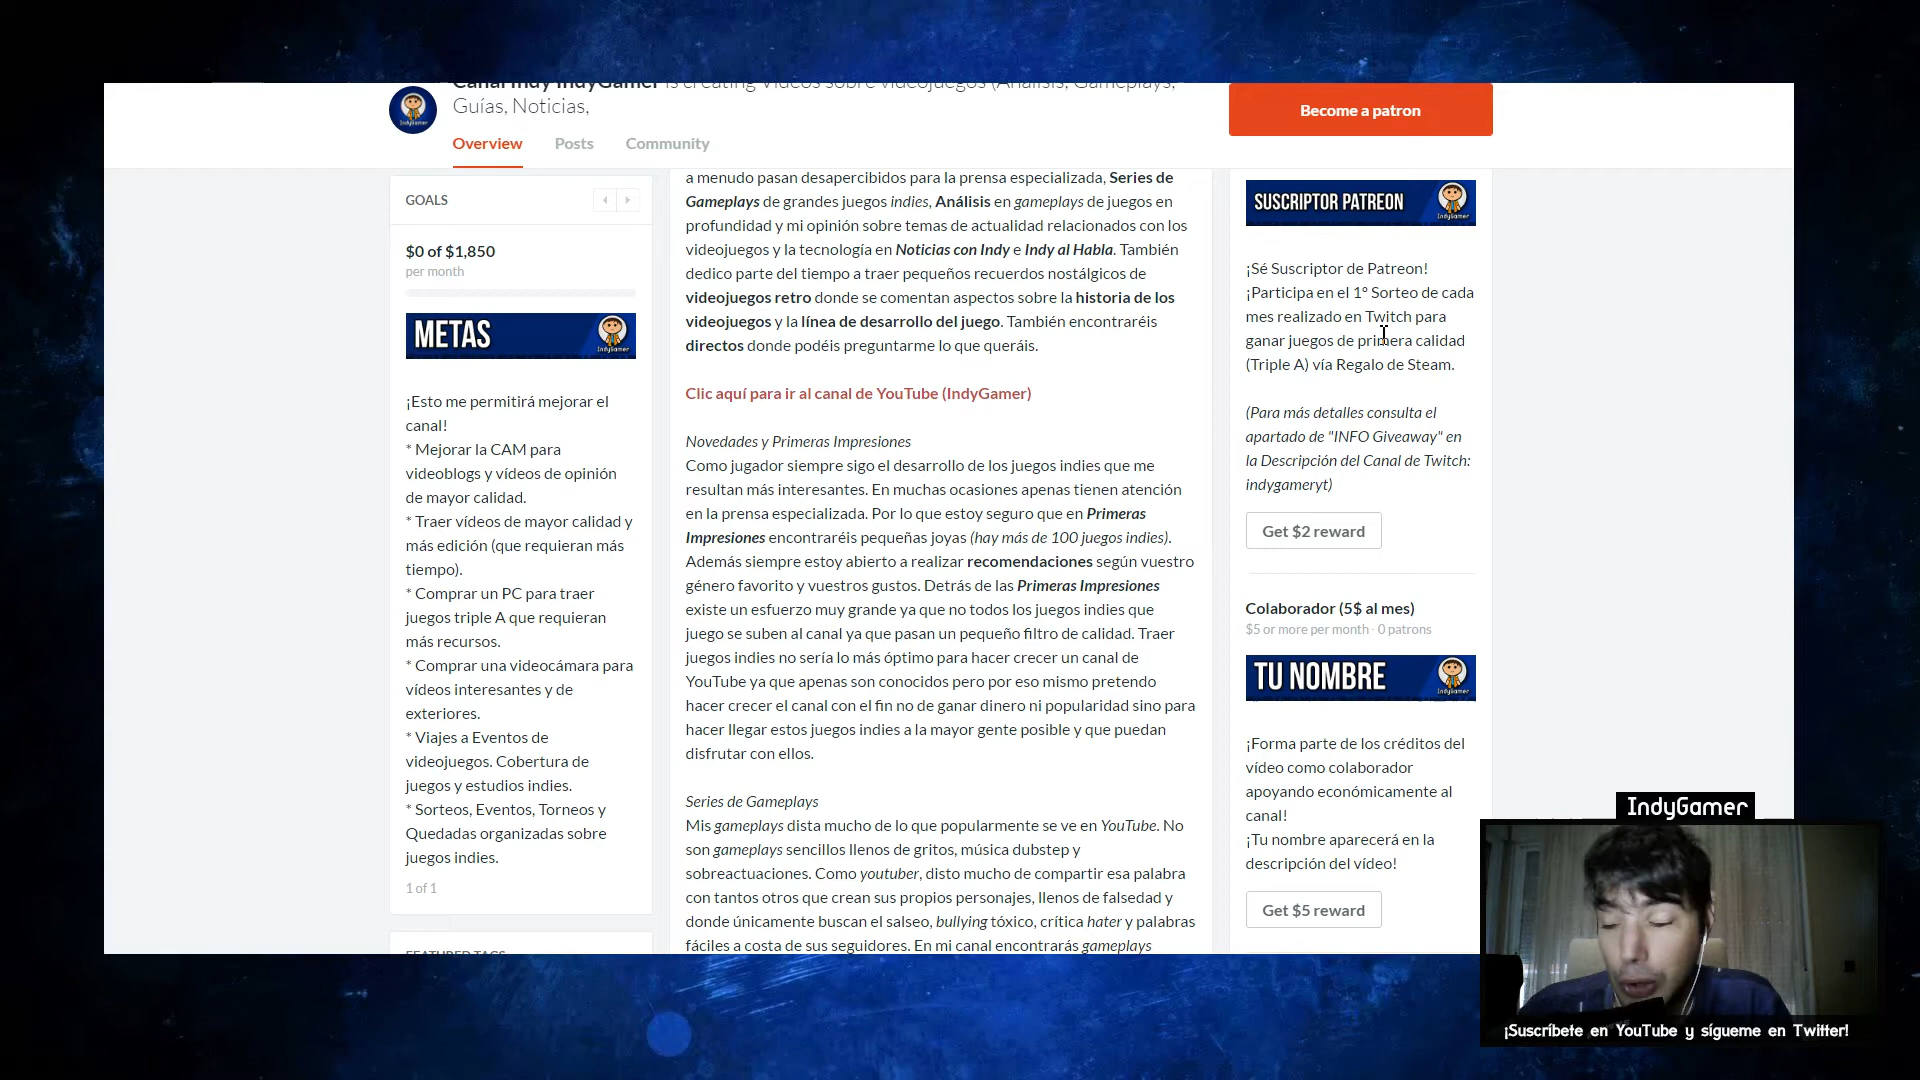 Canal Indy IndyGamer is creating Vídeos sobre videojuegos (Análisis, Gameplays,
Guías, Noticias,
Become a patron
Overview
Posts
Community
GOALS
$0 of $1,850
per month
METAS
IndyGamer
¡Esto me permitirá mejorar el
canal!
* Mejorar la CAM para
videoblogs y vídeos de opinión
de mayor calidad.
* Traer vídeos de mayor calidad y
más edición (que requieran más
tiempo).
* Comprar un PC para traer
juegos triple A que requieran
más recursos.
* Comprar una videocámara para
vídeos interesantes y de
exteriores.
* Viajes a Eventos de
videojuegos. Cobertura de
juegos y estudios indies.
* Sorteos, Eventos, Torneos y
Quedadas organizadas sobre
juegos indies.
1 of 1
FEATURED TAGS
a menudo pasan desapercibidos para la prensa especializada, Series de
Gameplays de grandes juegos indies, Análisis en gameplays de juegos en
profundidad y mi opinión sobre temas de actualidad relacionados con los
videojuegos y la tecnología en Noticias con Indy e Indy al Habla. También
dedico parte del tiempo a traer pequeños recuerdos nostálgicos de
videojuegos retro donde se comentan aspectos sobre la historia de los
videojuegos y la línea de desarrollo del juego. También encontraréis
directos donde podéis preguntarme lo que queráis.
Clic aquí para ir al canal de YouTube (IndyGamer)
Novedades y Primeras Impresiones
Como jugador siempre sigo el desarrollo de los juegos indies que me
resultan más interesantes. En muchas ocasiones apenas tienen atención
en la prensa especializada. Por lo que estoy seguro que en Primeras
Impresiones encontraréis pequeñas joyas (hay más de 100 juegos indies).
Además siempre estoy abierto a realizar recomendaciones según vuestro
género favorito y vuestros gustos. Detrás de las Primeras Impresiones
existe un esfuerzo muy grande ya que no todos los juegos indies que
juego se suben al canal ya que pasan un pequeño filtro de calidad. Traer
juegos indies no sería lo más óptimo para hacer crecer un canal de
YouTube ya que apenas son conocidos pero por eso mismo pretendo
hacer crecer el canal con el fin no de ganar dinero ni popularidad sino para
hacer llegar estos juegos indies a la mayor gente posible y que puedan
disfrutar con ellos.
Series de Gameplays
Mis gameplays dista mucho de lo que popularmente se ve en YouTube. No
son gameplays sencillos llenos de gritos, música dubstep y
sobreactuaciones. Como youtuber, disto mucho de compartir esa palabra
con tantos otros que crean sus propios personajes, llenos de falsedad y
donde únicamente buscan el salseo, bullying tóxico, crítica hater y palabras
fáciles a costa de sus seguidores. En mi canal encontrarás gameplays
SUSCRIPTOR PATREON
IndyGamer
¡Sé Suscriptor de Patreon!
¡Participa en el 1º Sorteo de cada
mes realizado en Twitch para
ganar juegos de primera calidad
(Triple A) vía Regalo de Steam.
(Para más detalles consulta el
apartado de "INFO Giveaway" en
la Descripción del Canal de Twitch:
indygameryt)
Get $2 reward
Colaborador (5$ al mes)
$5 or more per month · 0 patrons
TU NOMBRE
IndyGamer
¡Forma parte de los créditos del
vídeo como colaborador
apoyando económicamente al
canal!
¡Tu nombre aparecerá en la
descripción del vídeo!
Get $5 reward
IndyGamer
¡Suscríbete en YouTube y sígueme en Twitter!